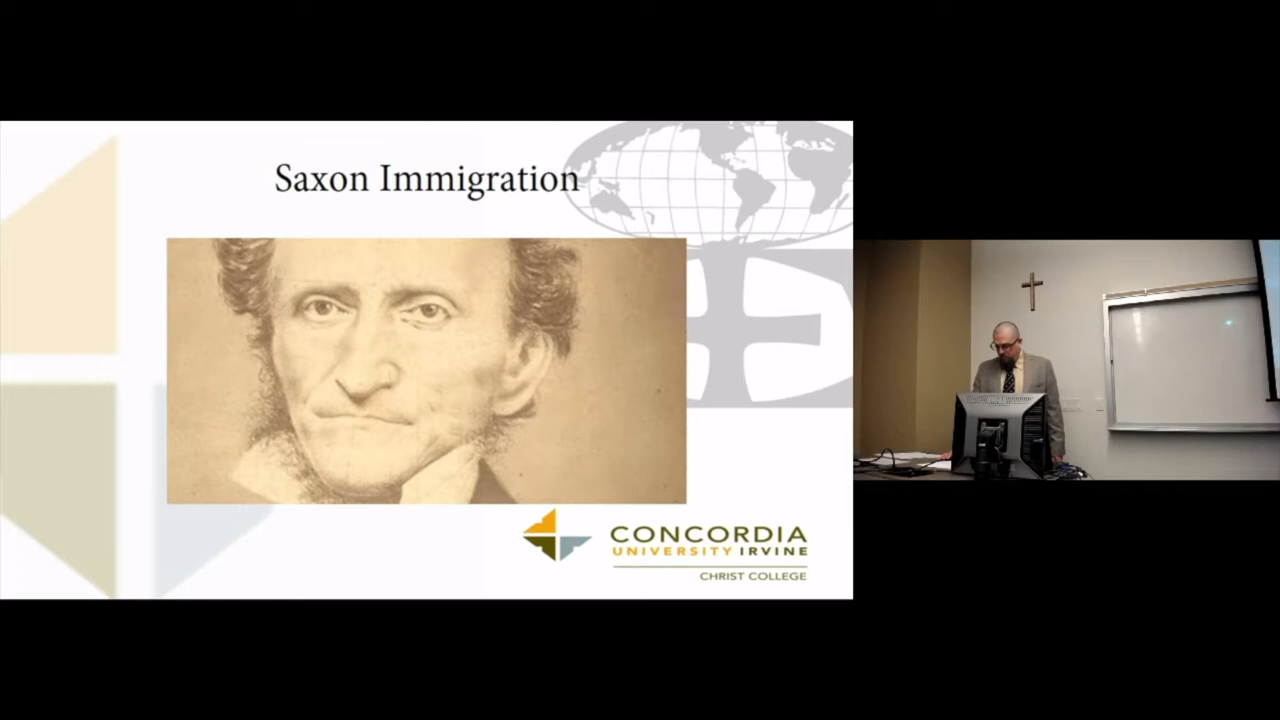 Saxon Immigration
CONCORDIA
UNIVERSITY IRVINE
CHRIST COLLEGE